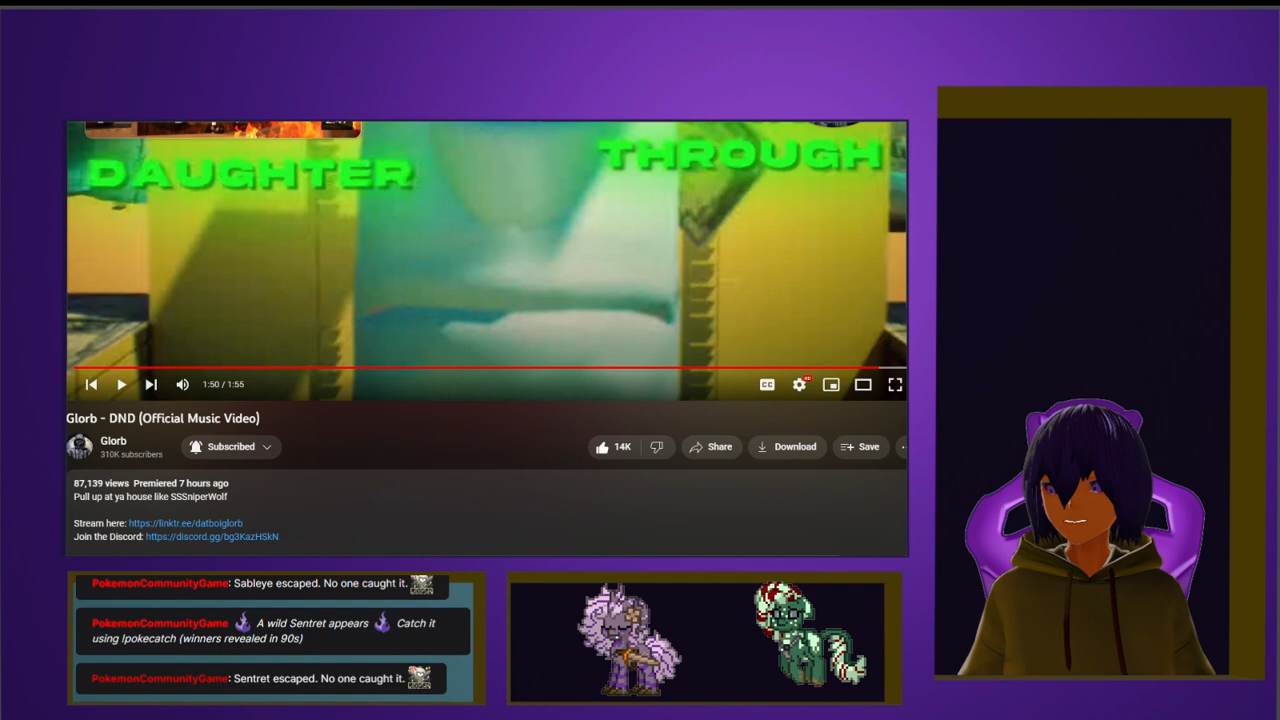 DAUGHTER THROUGH
1:50 / 1:55
CC
HD
Glorb - DND (Official Music Video)
Glorb
310K subscribers
Subscribed
14K
Share
Download
Save
87,139 views Premiered 7 hours ago
Pull up at ya house like SSSniperWolf
Stream here: https://linktr.ee/datboiglorb
Join the Discord: https://discord.gg/bg3KazHSkN
PokemonCommunityGame: Sableye escaped. No one caught it.
PokemonCommunityGame: A wild Sentret appears Catch it
using !pokecatch (winners revealed in 90s)
PokemonCommunityGame: Sentret escaped. No one caught it.